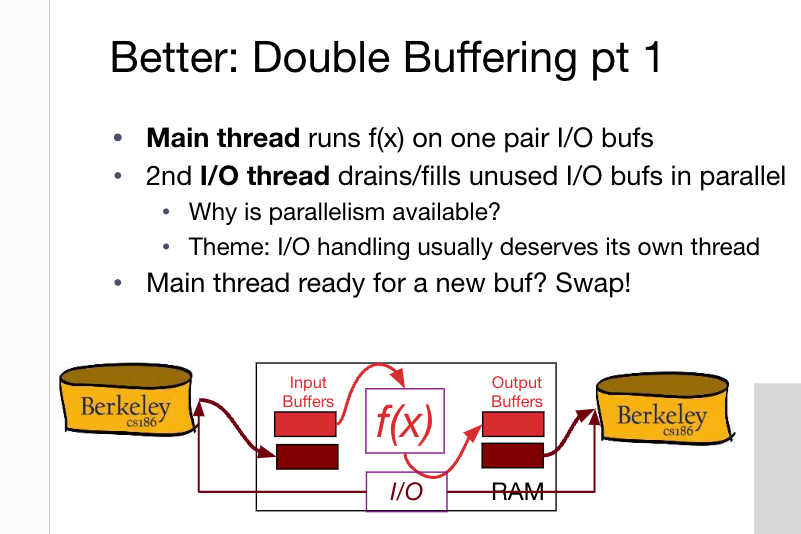 Better: Double Buffering pt 1
• Main thread runs f(x) on one pair I/O bufs
• 2nd I/O thread drains/fills unused I/O bufs in parallel
• Why is parallelism available?
• Theme: I/O handling usually deserves its own thread
• Main thread ready for a new buf? Swap!
Input
Buffers
Output
Buffers
Berkeley
cs186
f(x)
Berkeley
cs186
I/O
RAM